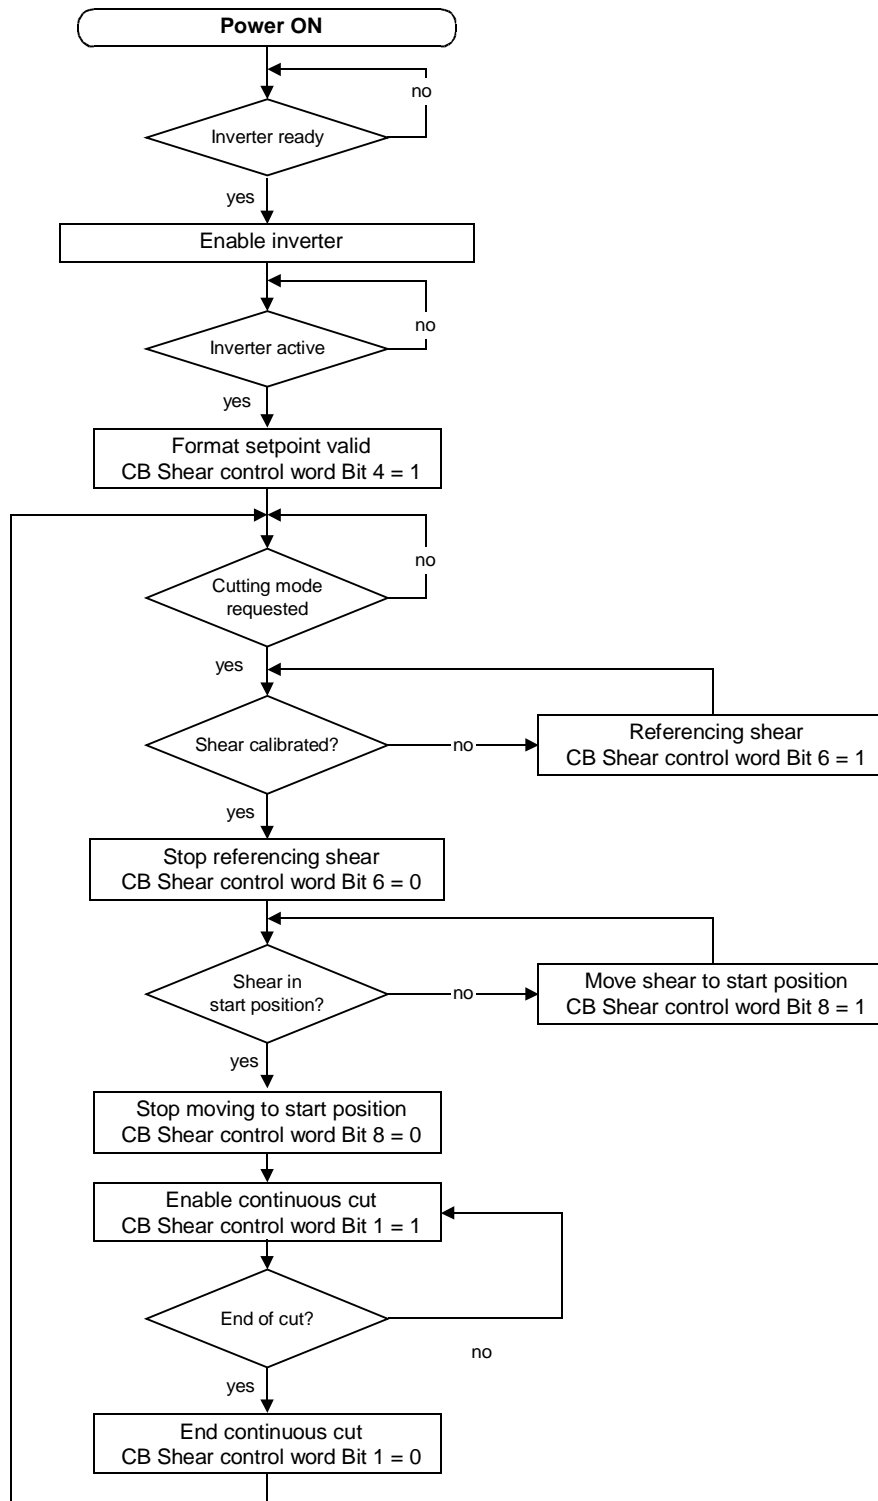 Power ON
no
Inverter ready
yes
Enable inverter
no
Inverter active
yes
Format setpoint valid
CB Shear control word Bit 4 = 1
no
Cutting mode
requested
yes
Shear calibrated?
no
Referencing shear
CB Shear control word Bit 6 = 1
yes
Stop referencing shear
CB Shear control word Bit 6 = 0
Shear in
start position?
no
Move shear to start position
CB Shear control word Bit 8 = 1
yes
Stop moving to start position
CB Shear control word Bit 8 = 0
Enable continuous cut
CB Shear control word Bit 1 = 1
End of cut?
no
yes
End continuous cut
CB Shear control word Bit 1 = 0